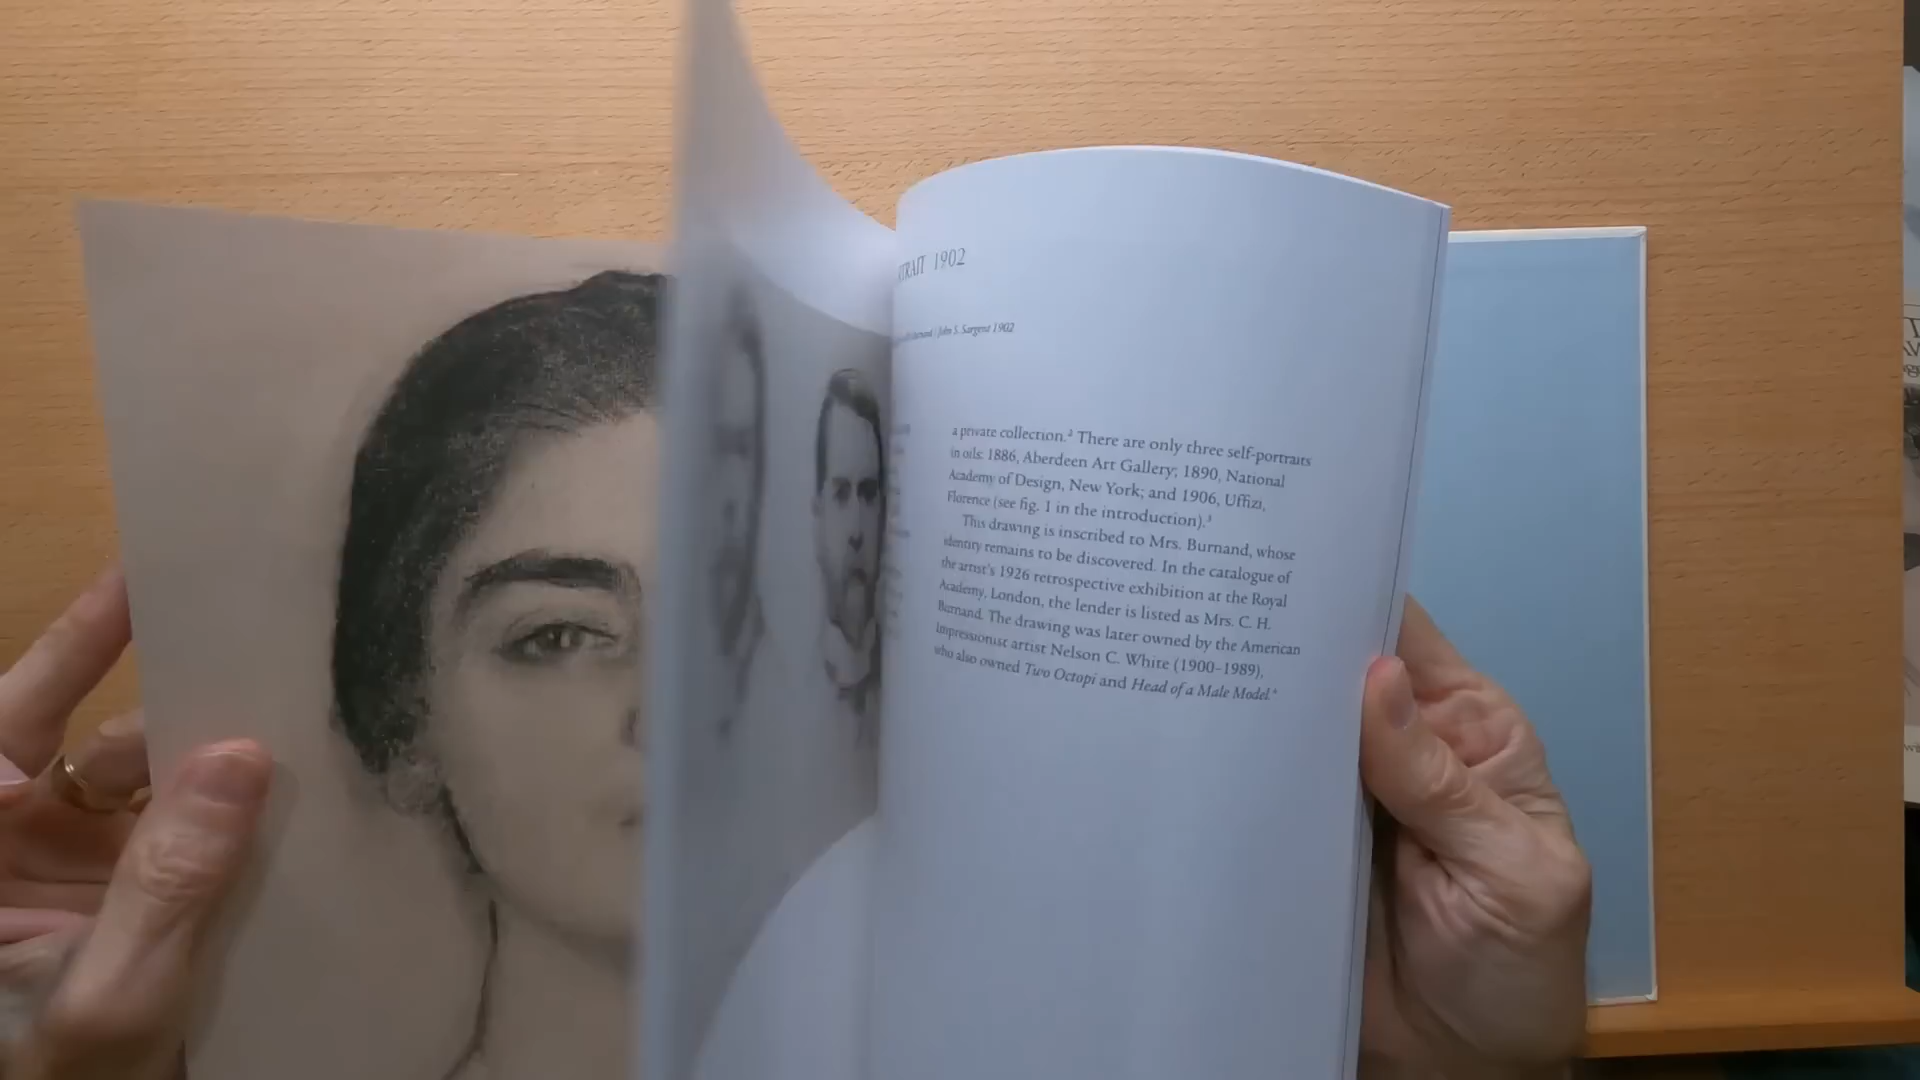 TRAIT 1902
John S. Sargent 1902
a private collection.² There are only three self-portraits
in oils: 1886, Aberdeen Art Gallery; 1890, National
Academy of Design, New York; and 1906, Uffizi,
Florence (see fig. 1 in the introduction).³
This drawing is inscribed to Mrs. Burnand, whose
identity remains to be discovered. In the catalogue of
the artist's 1926 retrospective exhibition at the Royal
Academy, London, the lender is listed as Mrs. C. H.
Burnand. The drawing was later owned by the American
Impressionist artist Nelson C. White (1900–1989),
who also owned Two Octopi and Head of a Male Model.⁴